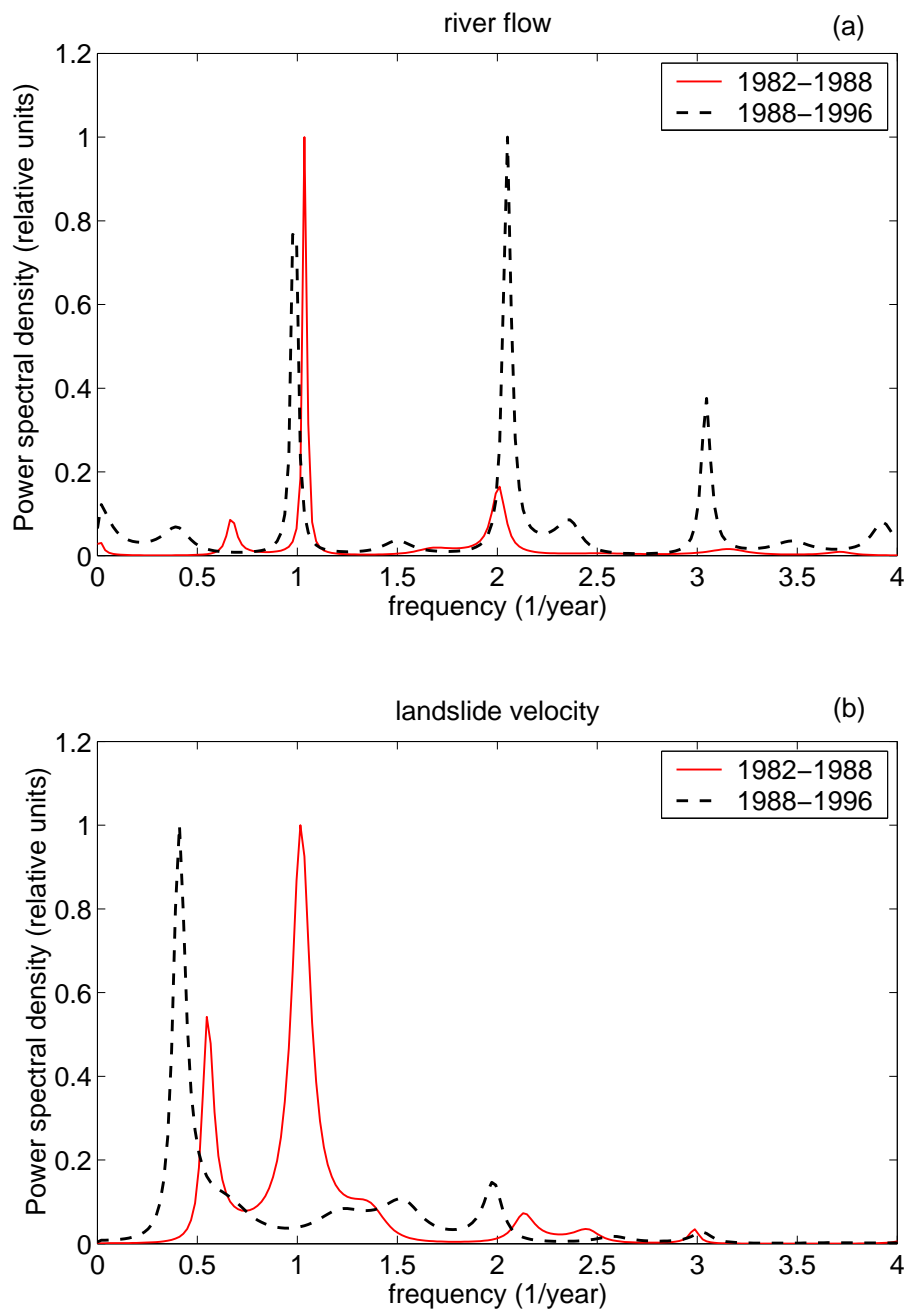 river flow
(a)
1.2
1
0.8
0.6
0.4
0.2
0
Power spectral density (relative units)
1982−1988
1988−1996
0 0.5 1 1.5 2 2.5 3 3.5 4
frequency (1/year)
landslide velocity
(b)
1.2
1
0.8
0.6
0.4
0.2
0
Power spectral density (relative units)
1982−1988
1988−1996
0 0.5 1 1.5 2 2.5 3 3.5 4
frequency (1/year)